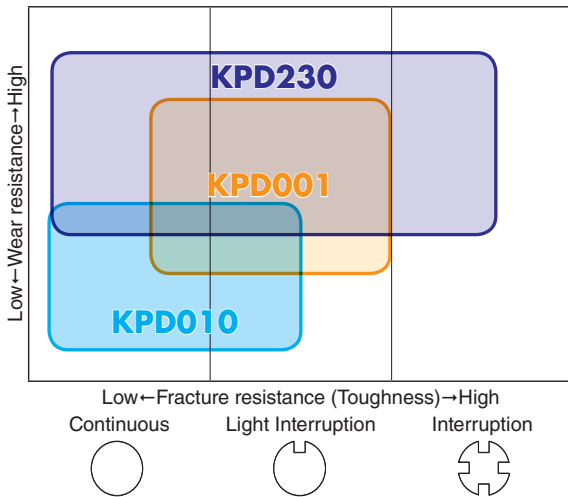 KPD230
KPD001
KPD010
Low←Wear resistance→High
Low←Fracture resistance (Toughness)→High
Continuous
Light Interruption
Interruption